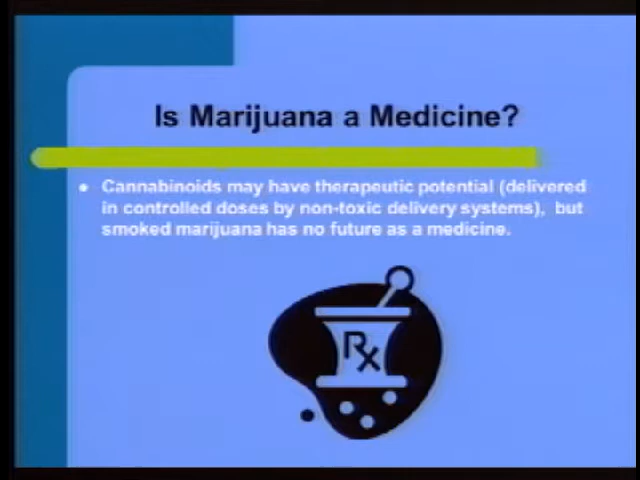 Is Marijuana a Medicine?
Cannabinoids may have therapeutic potential (delivered
in controlled doses by non-toxic delivery systems), but
smoked marijuana has no future as a medicine.
Rx